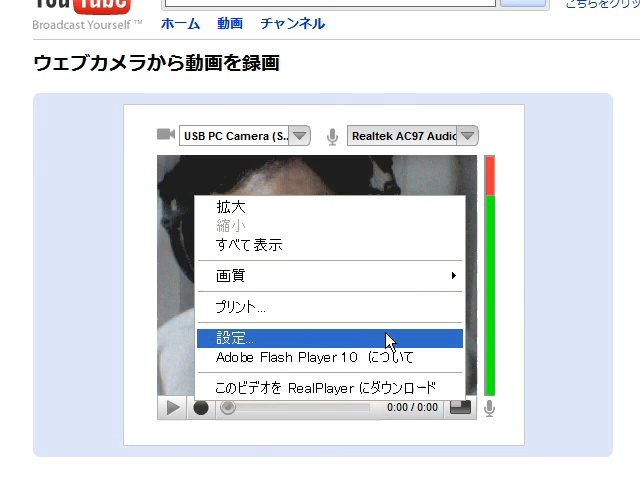 You Tube
こちらをクリッ
Broadcast Yourself ™
ホーム 動画 チャンネル
ウェブカメラから動画を録画
USB PC Camera (S..
Realtek AC97 Audic
拡大
縮小
すべて表示
画質
プリント...
設定...
Adobe Flash Player 10 について
このビデオを RealPlayer にダウンロード
0:00 / 0:00